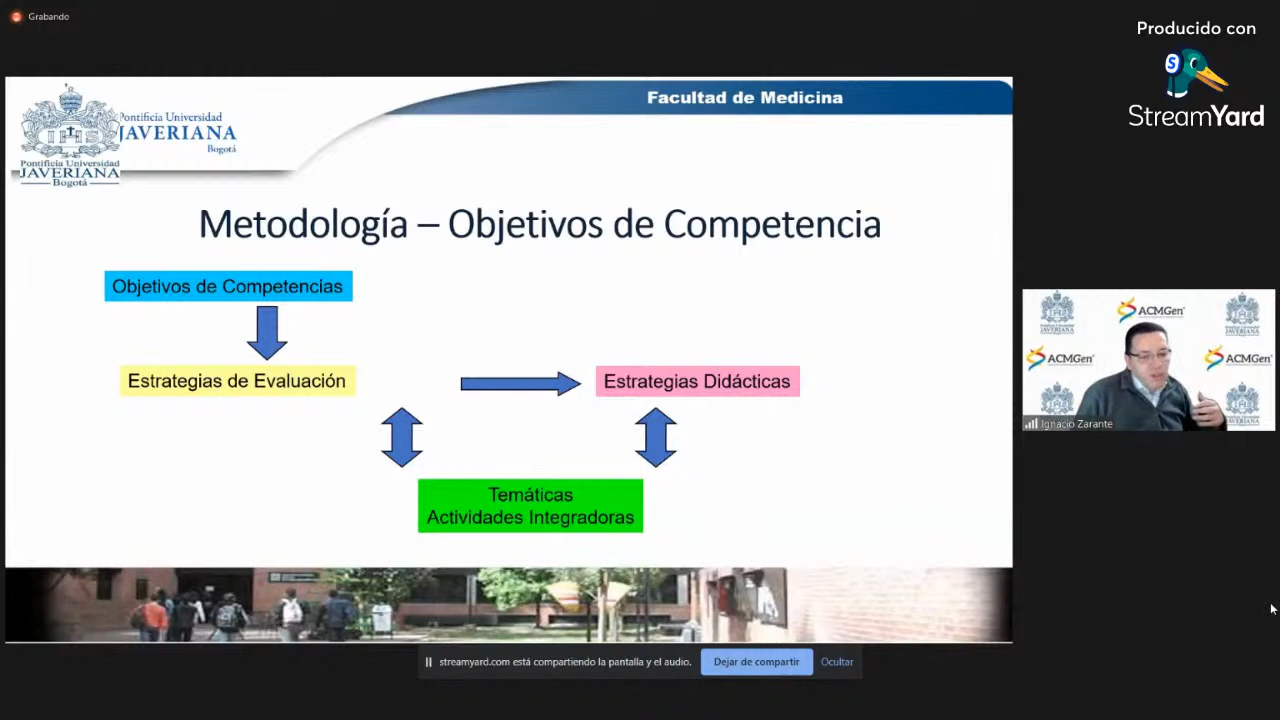 Grabando
Producido con
StreamYard
Facultad de Medicina
Pontificia Universidad
JAVERIANA
Bogotá
Pontificia Universidad
JAVERIANA
Bogotá
Metodología – Objetivos de Competencia
Objetivos de Competencias
Estrategias de Evaluación
Estrategias Didácticas
Temáticas
Actividades Integradoras
ACMGen
ACMGen
ACMGen
JAVERIANA
JAVERIANA
Ignacio Zarante
streamyard.com está compartiendo la pantalla y el audio.
Dejar de compartir
Ocultar